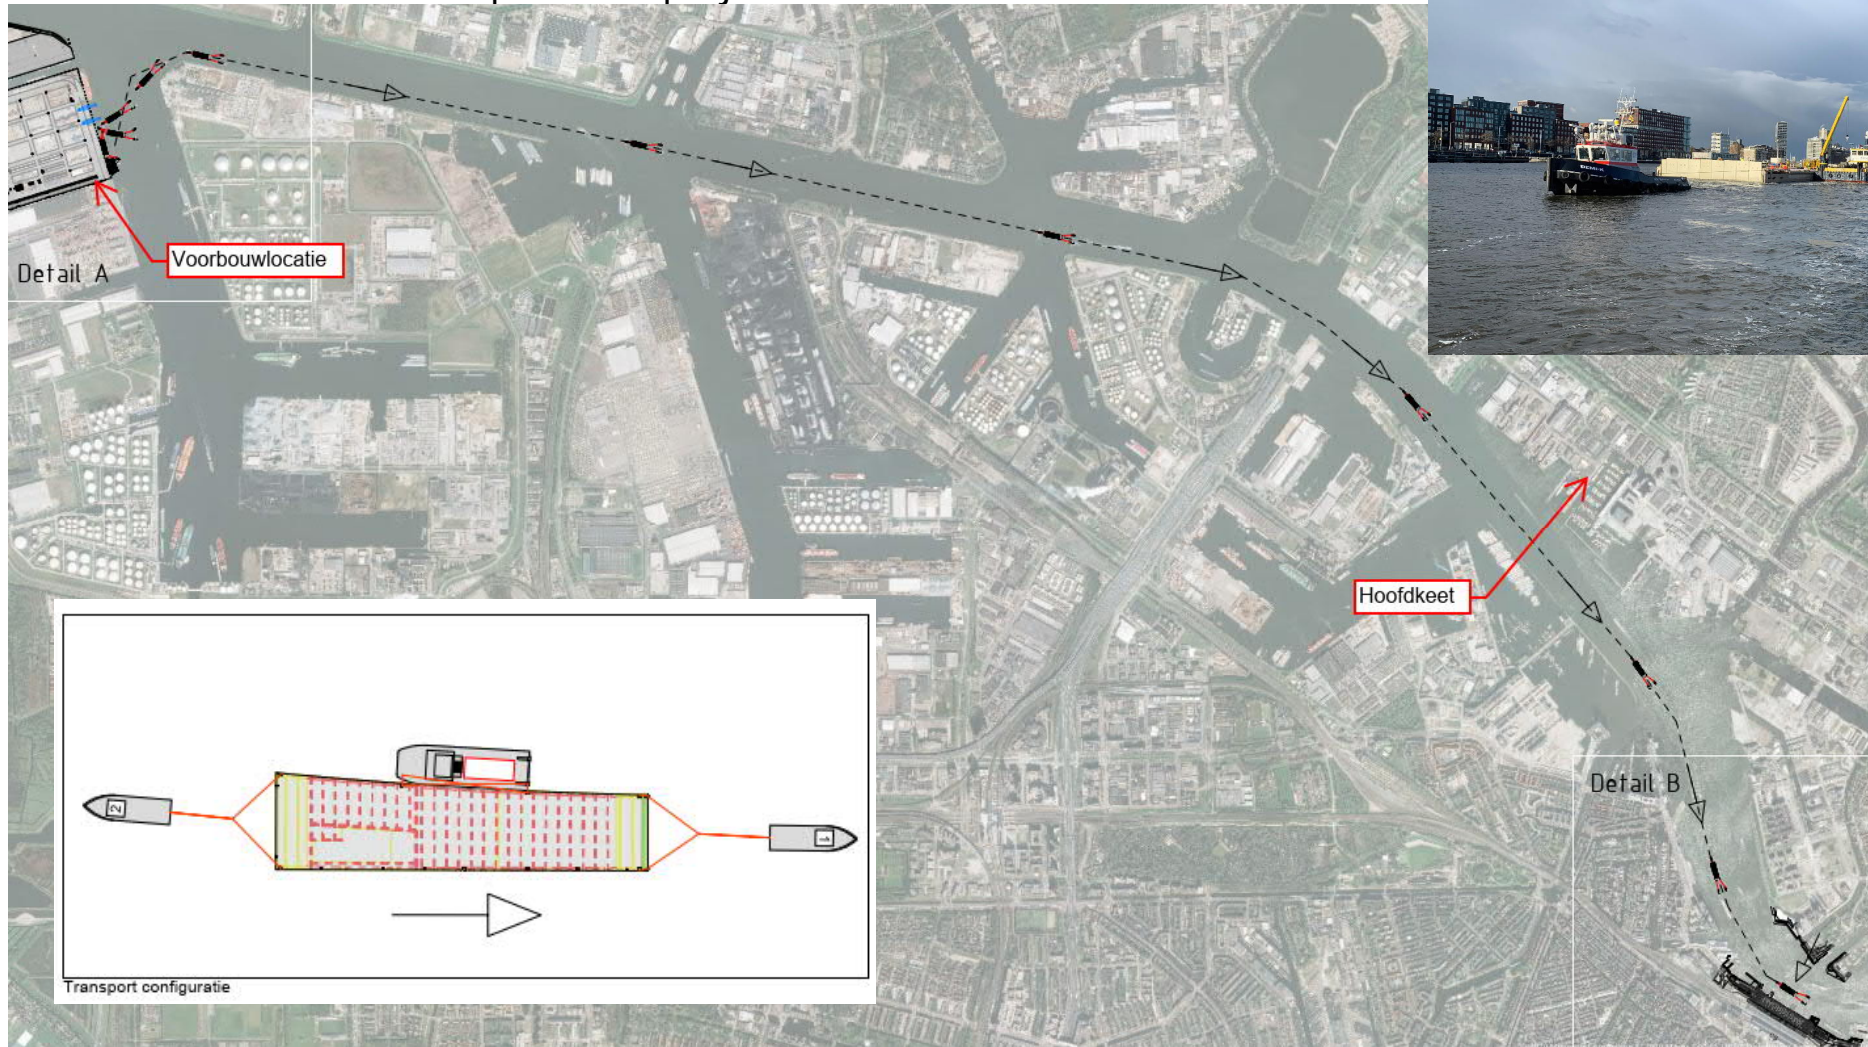 Detail A
Voorbouwlocatie
Hoofdkeet
Detail B
2
1
Transport configuratie